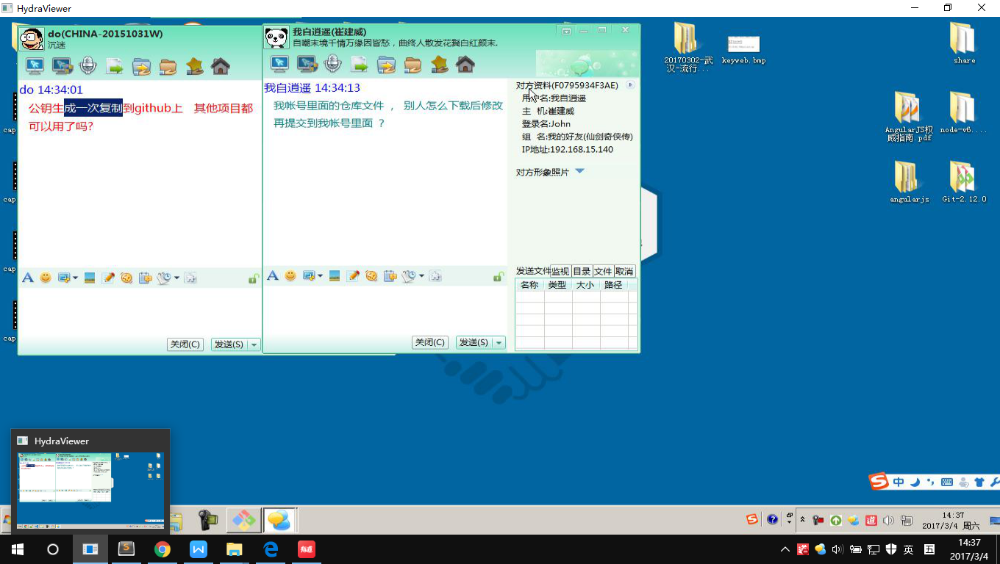 HydraViewer
do(CHINA-20151031W)
沉迷
do 14:34:01
公钥生成一次复制到github上 其他项目都
可以用了吗?
关闭(C)
发送(S)
我自逍遥(崔建威)
自嘲末境千情万缘因皆愁，曲终人散发花鬓白红颜末.
我自逍遥 14:34:13
我帐号里面的仓库文件 ， 别人怎么下载后修改
再提交到我帐号里面 ？
关闭(C)
发送(S)
对方资料(F0795934F3AE)
用户名:我自逍遥
主 机:崔建威
登录名:John
组 名:我的好友(仙剑奇侠传)
IP地址:192.168.15.140
对方形象照片
发送文件
监视
目录
文件
取消
名称
类型
大小
路径
cap
cap
cap
cap
20170302-武
汉-流行...
keyweb.bmp
share
AngularJS权
威指南.pdf
node-v6....
angularjs
Git-2.12.0
HydraViewer
中
14:37
2017/3/4 周六
英
14:37
2017/3/4